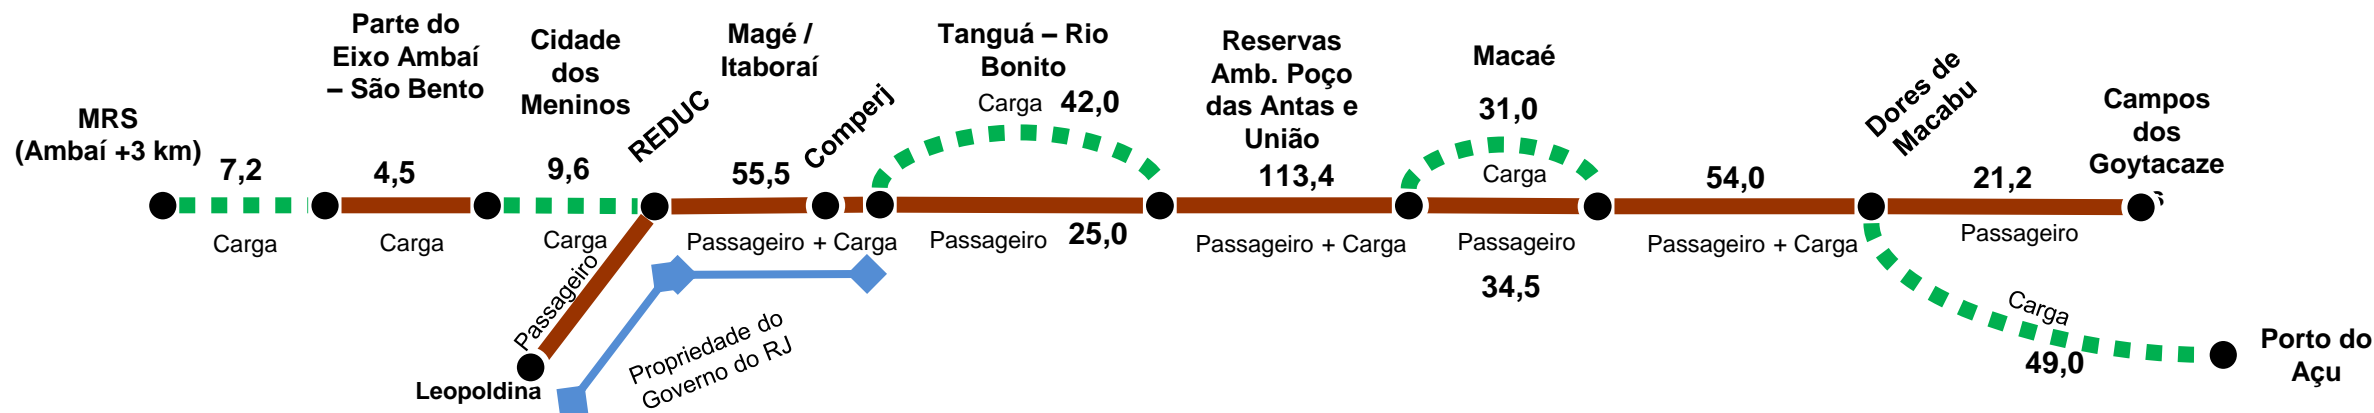 MRS
(Ambaí +3 km)
7,2
Carga
Parte do
Eixo Ambaí
– São Bento
4,5
Carga
Cidade
dos
Meninos
9,6
Carga
REDUC
Passageiro
Leopoldina
Magé /
Itaboraí
55,5
Passageiro + Carga
Propriedade do
Governo do RJ
Comperj
Tanguá – Rio
Bonito
Carga 42,0
Passageiro 25,0
Reservas
Amb. Poço
das Antas e
União
113,4
Passageiro + Carga
Macaé
31,0
Carga
Passageiro
34,5
54,0
Passageiro + Carga
Dores de
Macabu
21,2
Passageiro
Campos
dos
Goytacaze
s
Carga
49,0
Porto do
Açu